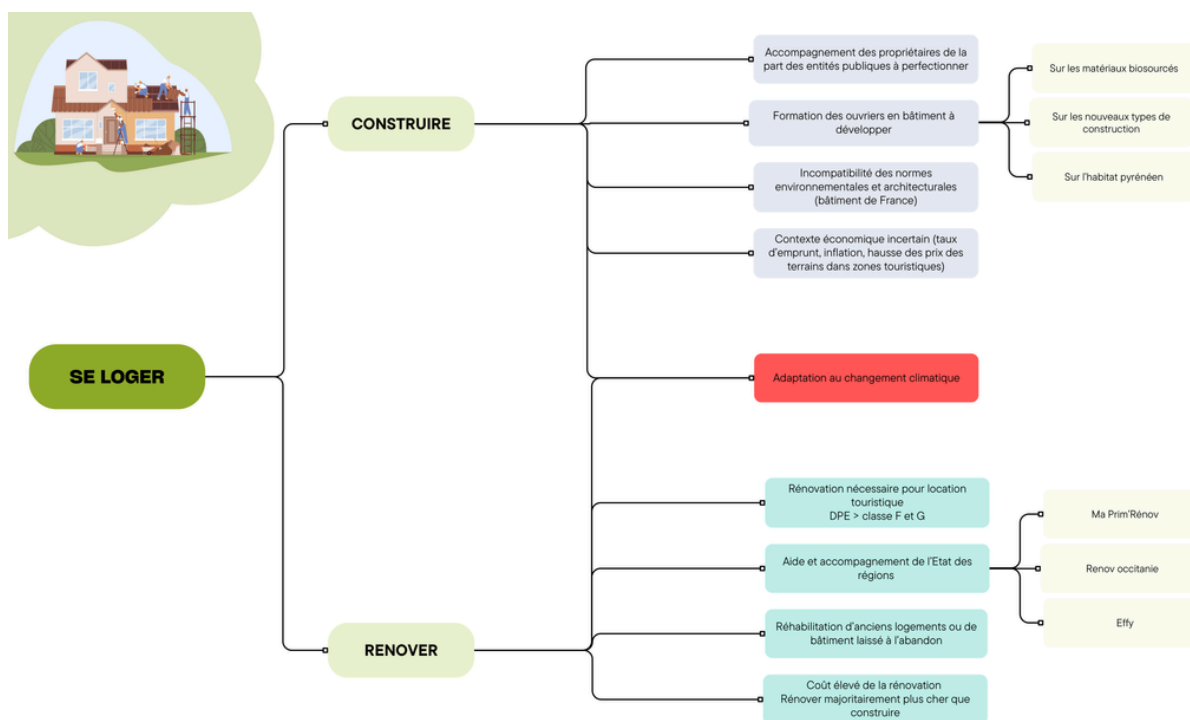 SE LOGER
CONSTRUIRE
Accompagnement des propriétaires de la
part des entités publiques à perfectionner
Formation des ouvriers en bâtiment à
développer
Sur les matériaux biosourcés
Sur les nouveaux types de
construction
Sur l'habitat pyrénéen
Incompatibilité des normes
environnementales et architecturales
(bâtiment de France)
Contexte économique incertain (taux
d'emprunt, inflation, hausse des prix des
terrains dans zones touristiques)
Adaptation au changement climatique
RENOVER
Rénovation nécessaire pour location
touristique
DPE > classe F et G
Aide et accompagnement de l'Etat des
régions
Ma Prim'Rénov
Renov occitanie
Effy
Réhabilitation d'anciens logements ou de
bâtiment laissé à l'abandon
Coût élevé de la rénovation
Rénover majoritairement plus cher que
construire